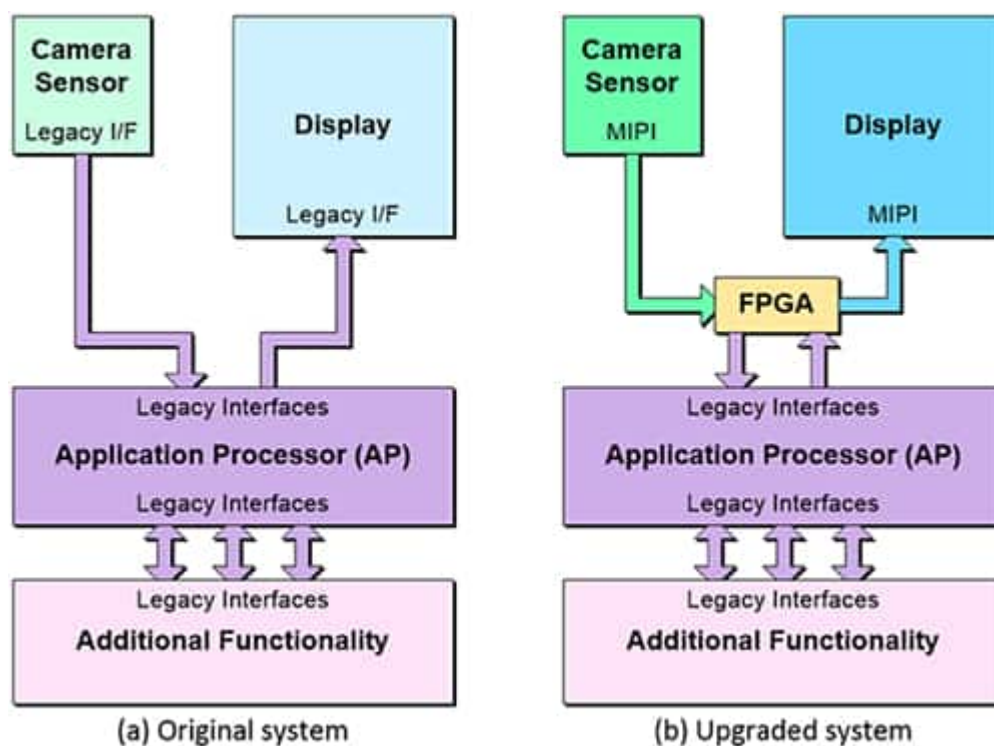 Camera
Sensor
Legacy I/F
Display
Legacy I/F
Legacy Interfaces
Application Processor (AP)
Legacy Interfaces
Legacy Interfaces
Additional Functionality
(a) Original system
Camera
Sensor
MIPI
Display
MIPI
FPGA
Legacy Interfaces
Application Processor (AP)
Legacy Interfaces
Legacy Interfaces
Additional Functionality
(b) Upgraded system